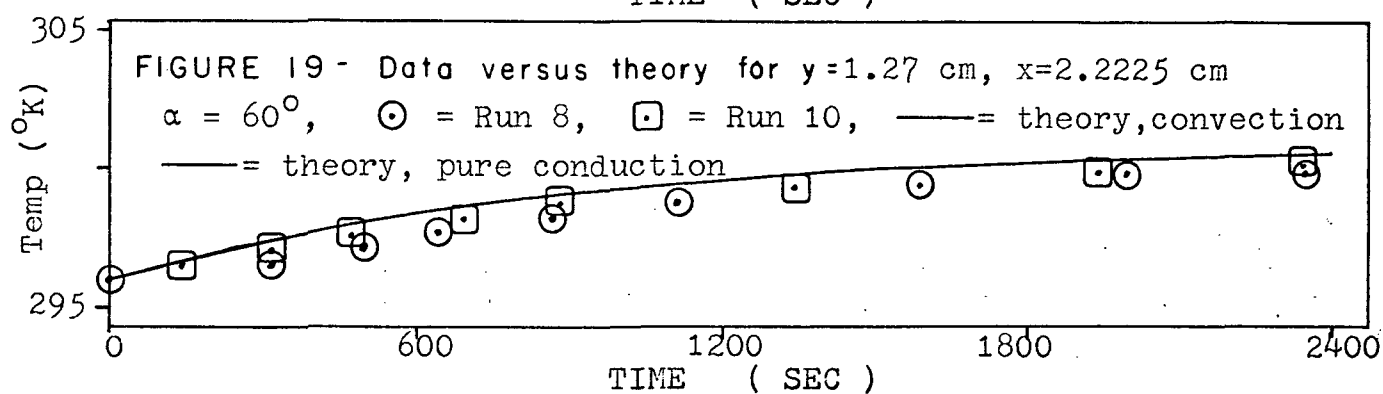 TIME ( SEC )
305
FIGURE 19 - Data versus theory for y=1.27 cm, x=2.2225 cm
α = 60°, ⊙ = Run 8, ⊡ = Run 10, —— = theory, convection
—— = theory, pure conduction
Temp (°K)
295
0 600 1200 1800 2400
TIME ( SEC )